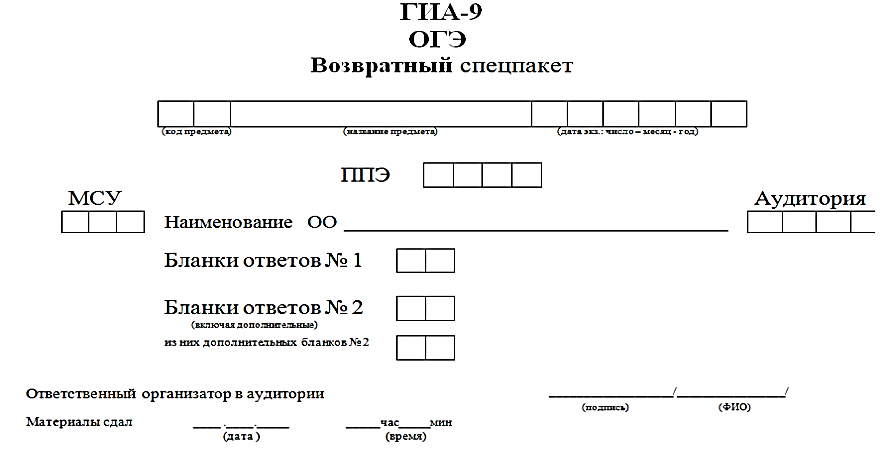 ГИА-9
ОГЭ
Возвратный спецпакет
(код предмета) (название предмета) (дата экз.: число – месяц - год)
ППЭ
МСУ Аудитория
Наименование ОО ____________________
Бланки ответов № 1
Бланки ответов № 2
(включая дополнительные)
из них дополнительных бланков №2
Ответственный организатор в аудитории ________________/______________/
(подпись) (ФИО)
Материалы сдал ____ .____._____ _____час_____мин
(дата ) (время)